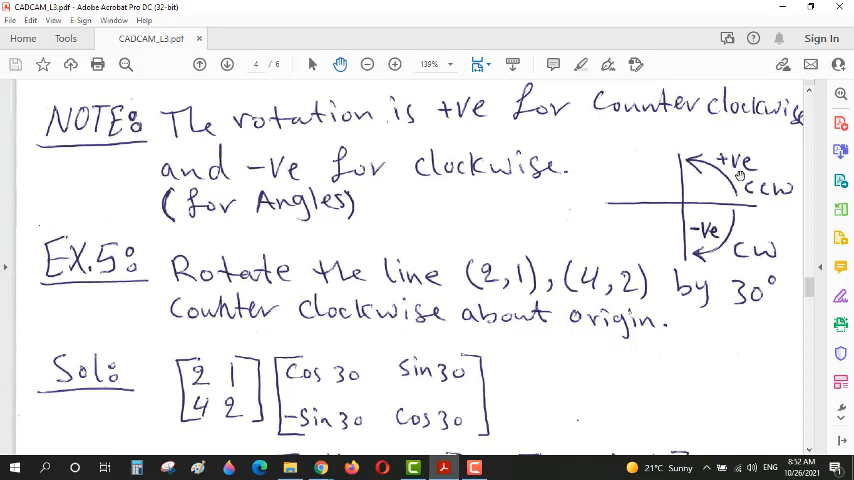 CADCAM_L3.pdf - Adobe Acrobat Pro DC (32-bit)
File Edit View E-Sign Window Help
Home Tools CADCAM_L3.pdf × Sign In
4 / 6 139%
NOTE: The rotation is +ve for Counter clockwise
and -ve for clockwise.
(for Angles)
+ve
CCW
-ve
CW
EX.5: Rotate the line (2,1), (4,2) by 30°
Counter clockwise about origin.
Sol: [2 1 [cos 30 sin 30
4 2] -sin 30 cos 30]
21°C Sunny ENG 8:52 AM
10/26/2021